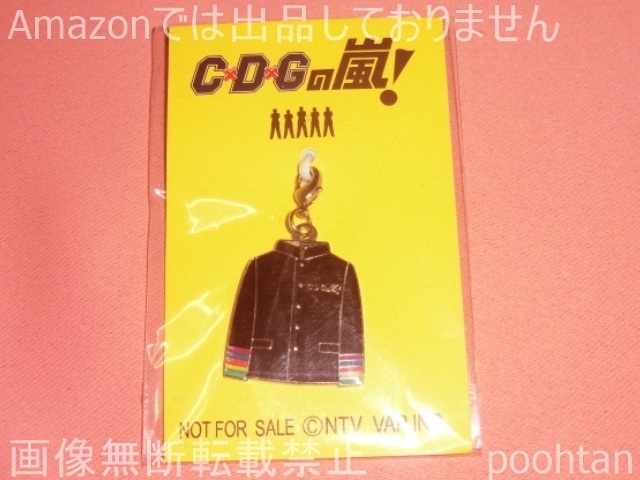 Amazonでは出品しておりません
C×D×Gの嵐!
NOT FOR SALE ©NTV VAP INC
画像無断転載禁止
poohtan